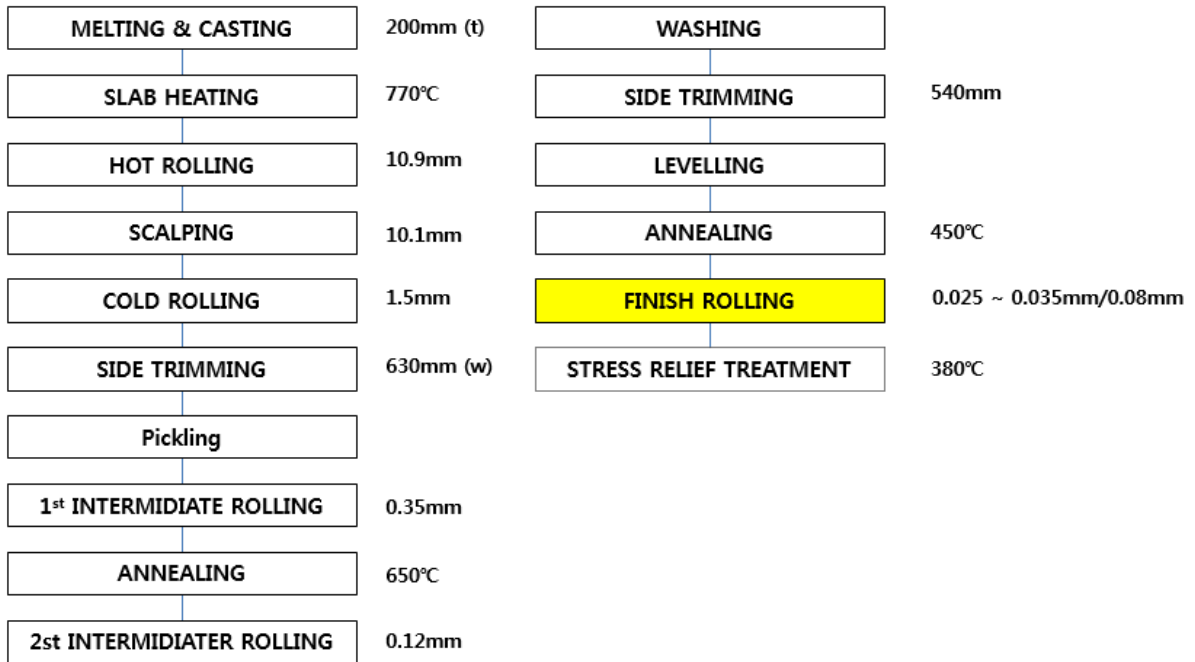 MELTING & CASTING
200mm (t)
SLAB HEATING
770℃
HOT ROLLING
10.9mm
SCALPING
10.1mm
COLD ROLLING
1.5mm
SIDE TRIMMING
630mm (w)
Pickling
1st INTERMIDIATE ROLLING
0.35mm
ANNEALING
650℃
2st INTERMIDIATER ROLLING
0.12mm
WASHING
SIDE TRIMMING
540mm
LEVELLING
ANNEALING
450℃
FINISH ROLLING
0.025 ~ 0.035mm/0.08mm
STRESS RELIEF TREATMENT
380℃